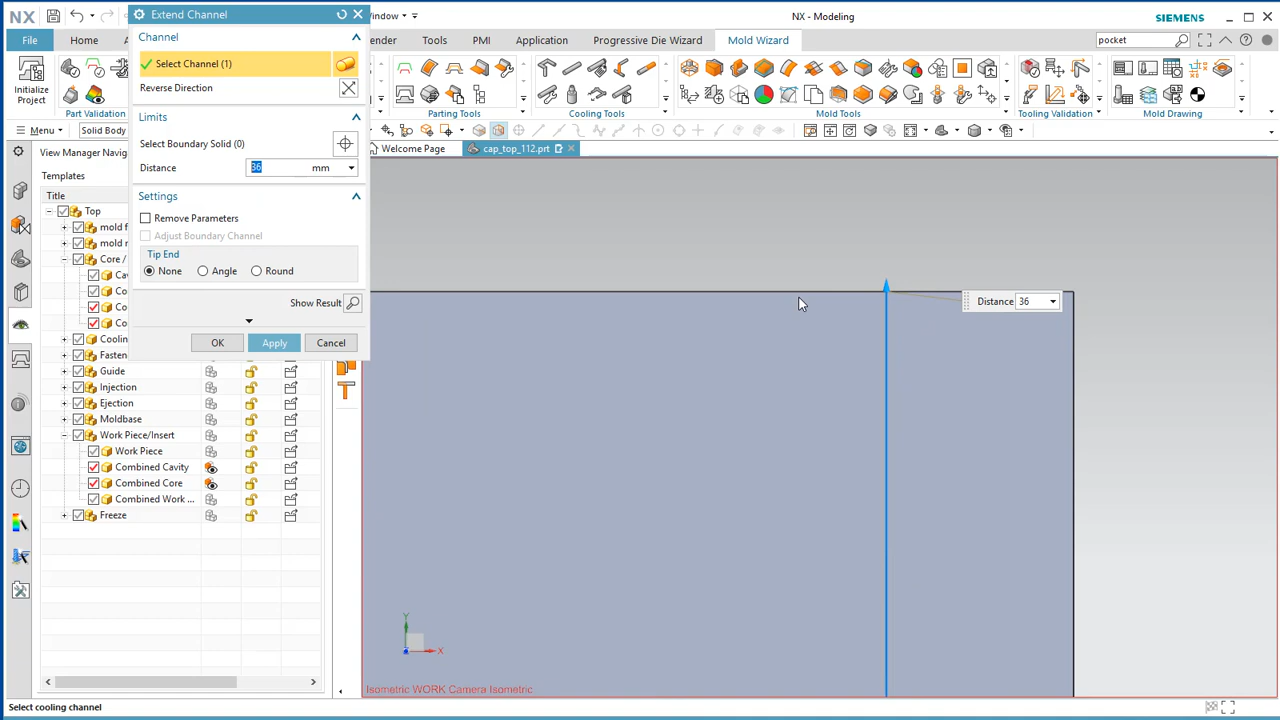 NX
Window
NX - Modeling
SIEMENS
Extend Channel
File
Home
Tools
PMI
Application
Progressive Die Wizard
Mold Wizard
pocket
Initialize
Project
Part Validation
Parting Tools
Cooling Tools
Tooling Validation
Mold Drawing
Menu
Solid Body
Welcome Page
cap_top_112.prt
Channel
Select Channel (1)
Reverse Direction
Limits
Select Boundary Solid (0)
Distance
36
mm
Settings
Remove Parameters
Adjust Boundary Channel
Tip End
None
Angle
Round
Show Result
OK
Apply
Cancel
View Manager Navig
Templates
Title
Top
mold f
mold r
Core /
Cav
Co
Co
Co
Coolin
Fasten
Guide
Injection
Ejection
Moldbase
Work Piece/Insert
Work Piece
Combined Cavity
Combined Core
Combined Work ...
Freeze
Distance 36
Y
X
Isometric WORK Camera Isometric
Select cooling channel